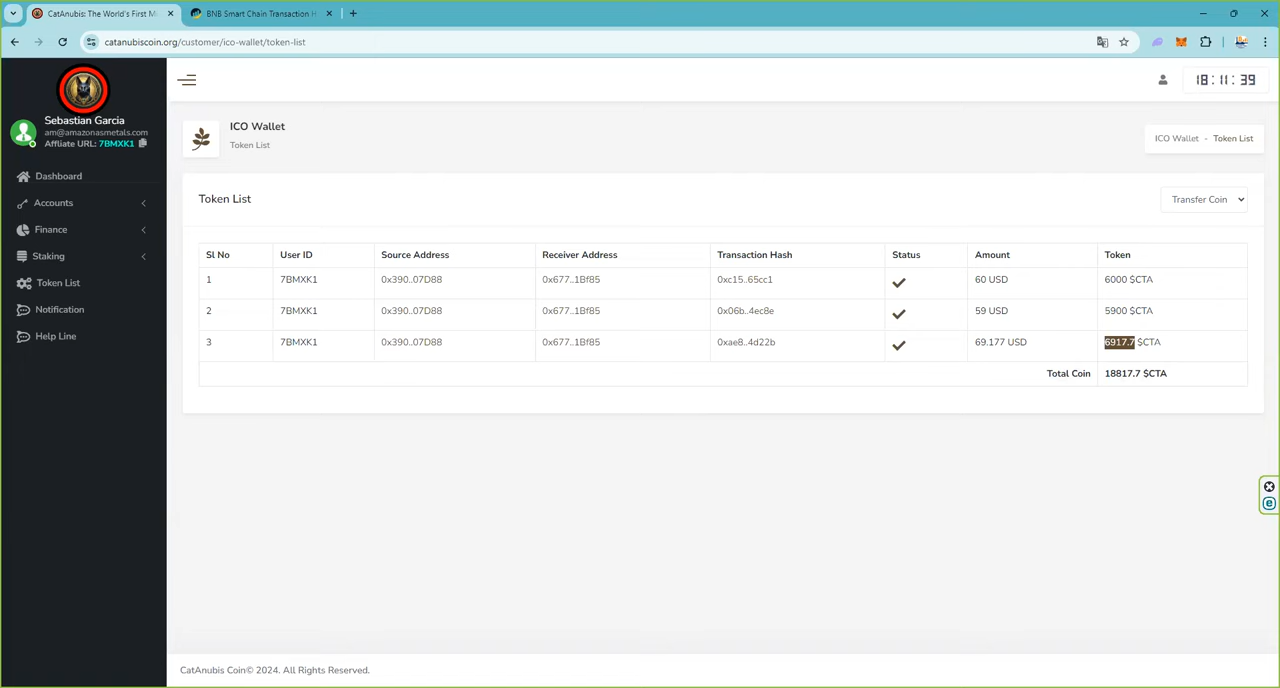 CatAnubis: The World's First M
BNB Smart Chain Transaction H
catanubiscoin.org/customer/ico-wallet/token-list
Sebastian Garcia
am@amazonasmetals.com
Affliate URL: 7BMXK1
Dashboard
Accounts
Finance
Staking
Token List
Notification
Help Line
18:11:39
ICO Wallet
Token List
ICO Wallet - Token List
Token List
Transfer Coin
Sl No User ID Source Address Receiver Address Transaction Hash Status Amount Token
1 7BMXK1 0x390..07D88 0x677..1Bf85 0xc15..65cc1 60 USD 6000 $CTA
2 7BMXK1 0x390..07D88 0x677..1Bf85 0x06b..4ec8e 59 USD 5900 $CTA
3 7BMXK1 0x390..07D88 0x677..1Bf85 0xae8..4d22b 69.177 USD 6917.7 $CTA
Total Coin 18817.7 $CTA
CatAnubis Coin© 2024. All Rights Reserved.